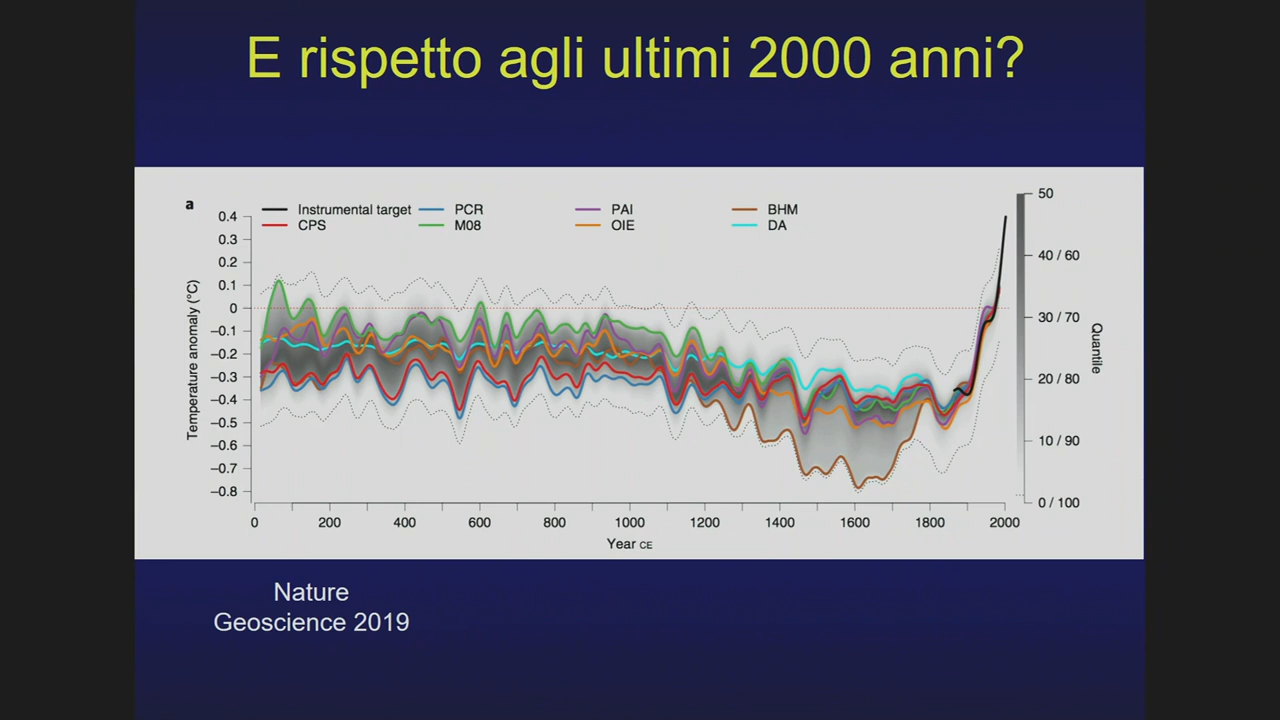 E rispetto agli ultimi 2000 anni?
a
Instrumental target PCR PAI BHM
CPS M08 OIE DA
0.4
0.3
0.2
0.1
0
–0.1
–0.2
–0.3
–0.4
–0.5
–0.6
–0.7
–0.8
Temperature anomaly (°C)
0 200 400 600 800 1000 1200 1400 1600 1800 2000
Year CE
50
40 / 60
30 / 70
20 / 80
10 / 90
0 / 100
Quantile
Nature
Geoscience 2019